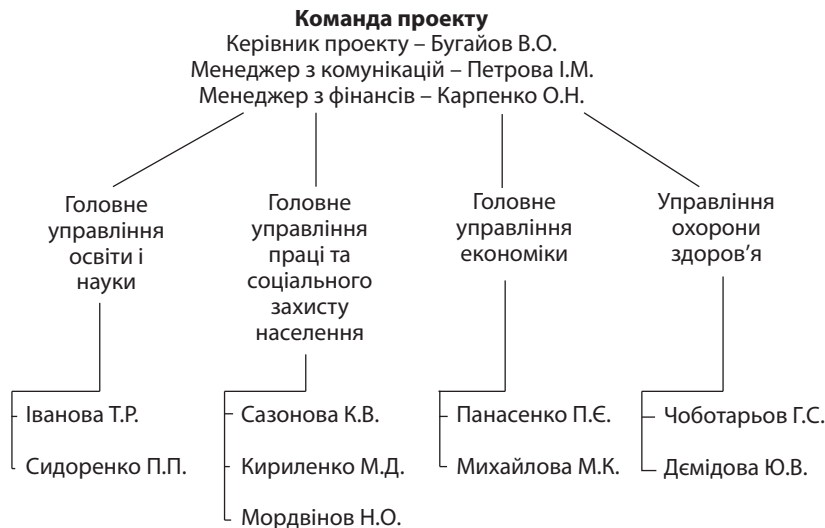 Команда проекту
Керівник проекту – Бугайов В.О.
Менеджер з комунікацій – Петрова І.М.
Менеджер з фінансів – Карпенко О.Н.
Головне
управління
освіти і
науки
Головне
управління
праці та
соціального
захисту
населення
Головне
управління
економіки
Управління
охорони
здоров’я
Іванова Т.Р.
Сидоренко П.П.
Сазонова К.В.
Кириленко М.Д.
Мордвінов Н.О.
Панасенко П.Є.
Михайлова М.К.
Чоботарьов Г.С.
Дємідова Ю.В.